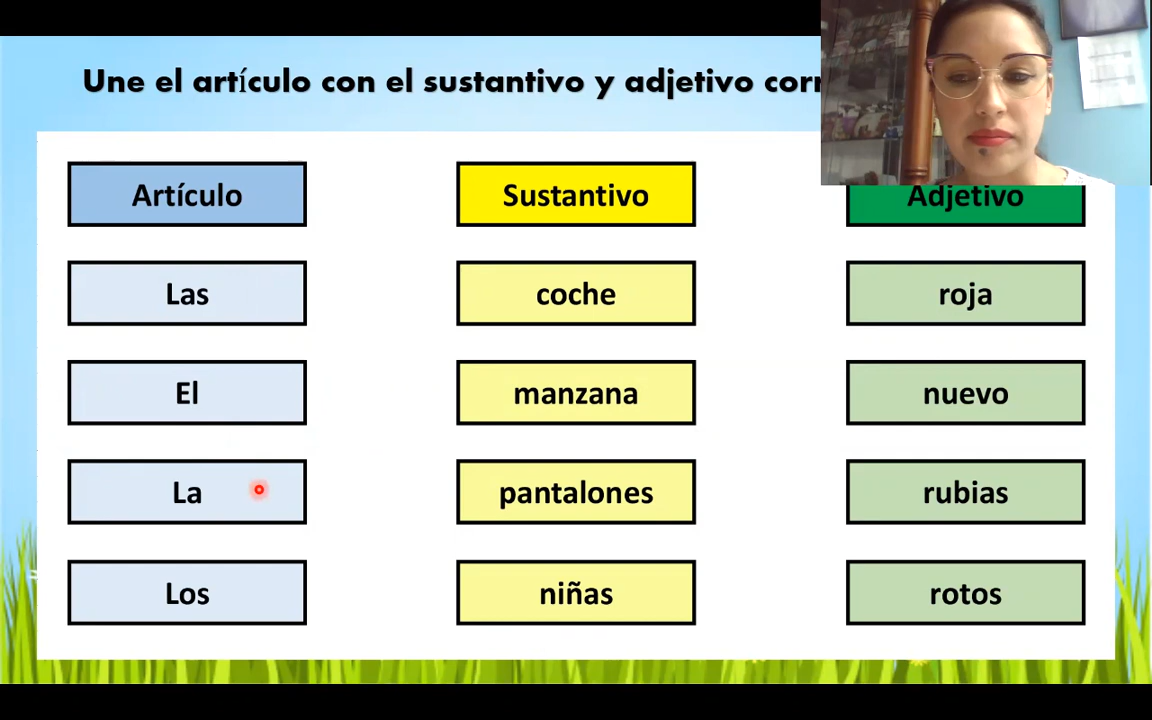 Une el artículo con el sustantivo y adjetivo
Artículo Sustantivo Adjetivo
Las coche roja
El manzana nuevo
La pantalones rubias
Los niñas rotos